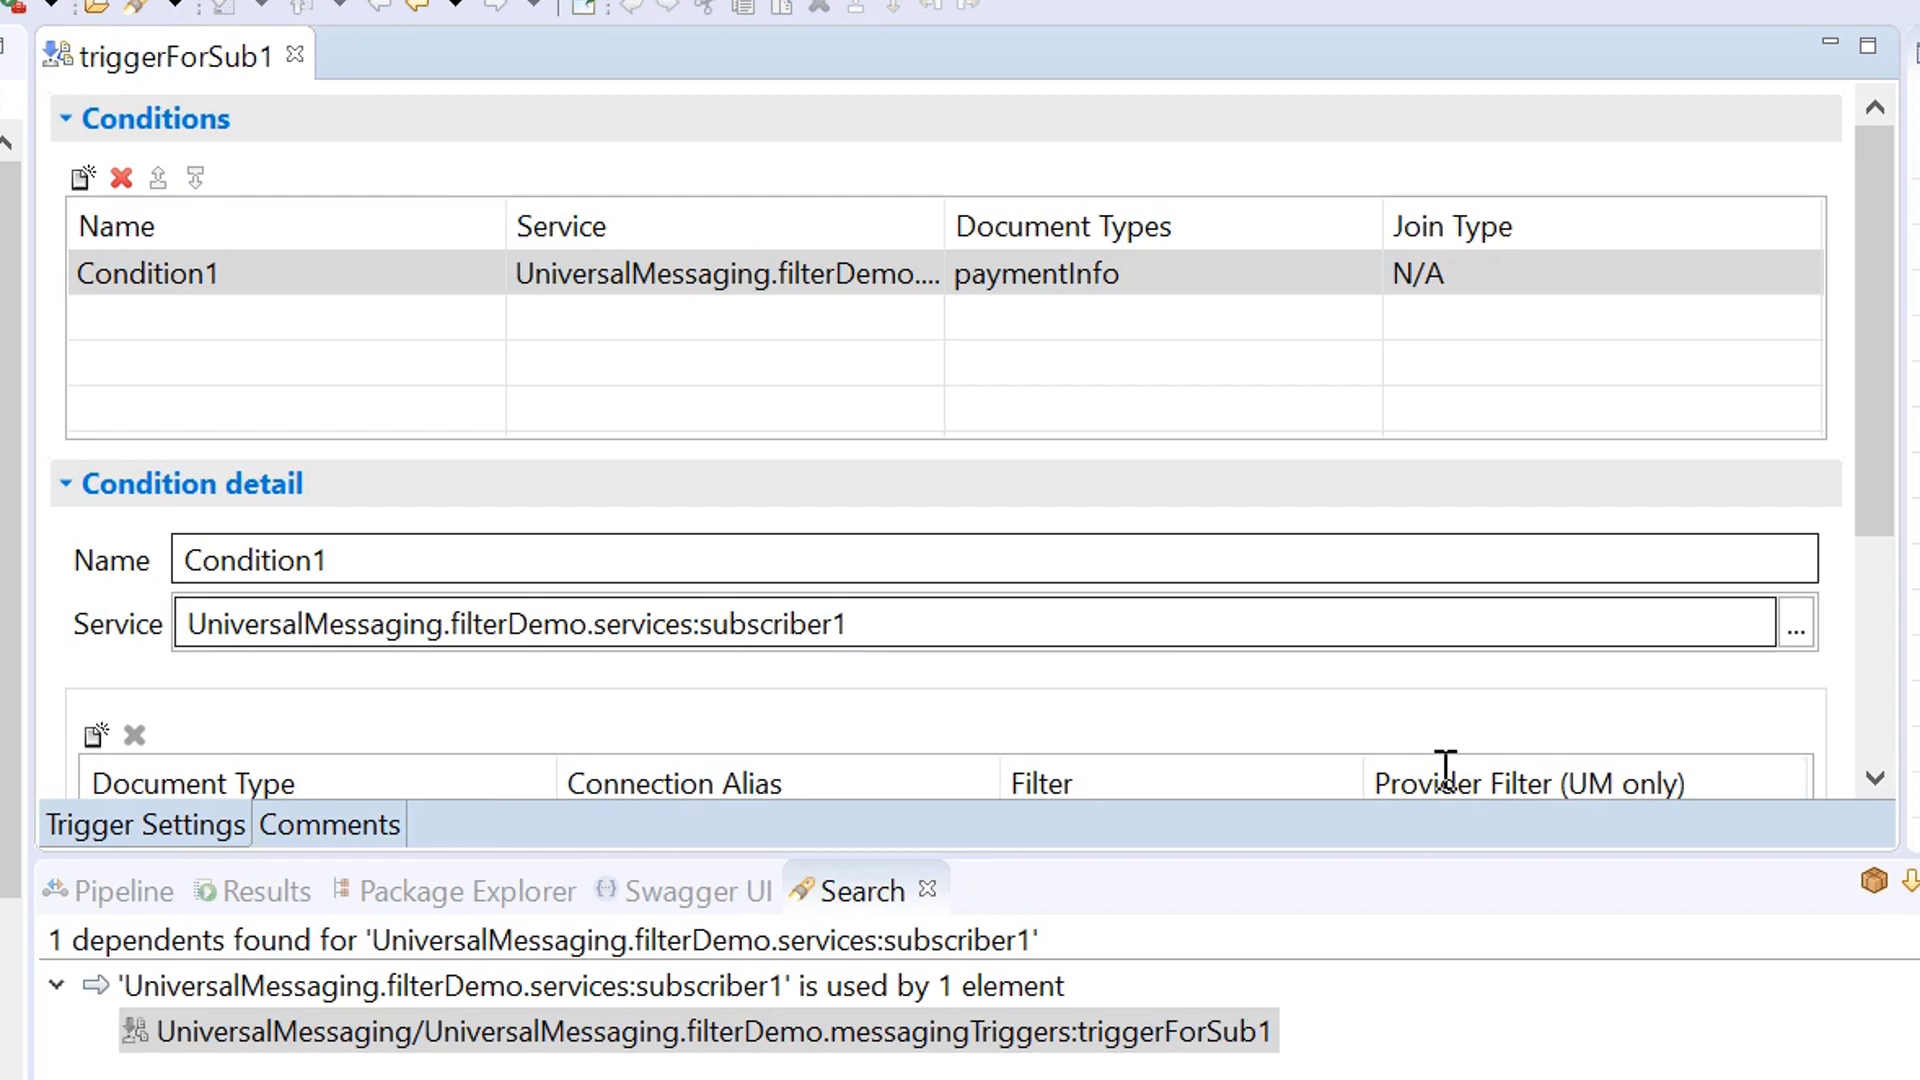 triggerForSub1
Conditions
Name Service Document Types Join Type
Condition1 UniversalMessaging.filterDemo.... paymentInfo N/A
Condition detail
Name Condition1
Service UniversalMessaging.filterDemo.services:subscriber1 ...
Document Type Connection Alias Filter Provider Filter (UM only)
Trigger Settings Comments
Pipeline Results Package Explorer Swagger UI Search
1 dependents found for 'UniversalMessaging.filterDemo.services:subscriber1'
'UniversalMessaging.filterDemo.services:subscriber1' is used by 1 element
UniversalMessaging/UniversalMessaging.filterDemo.messagingTriggers:triggerForSub1